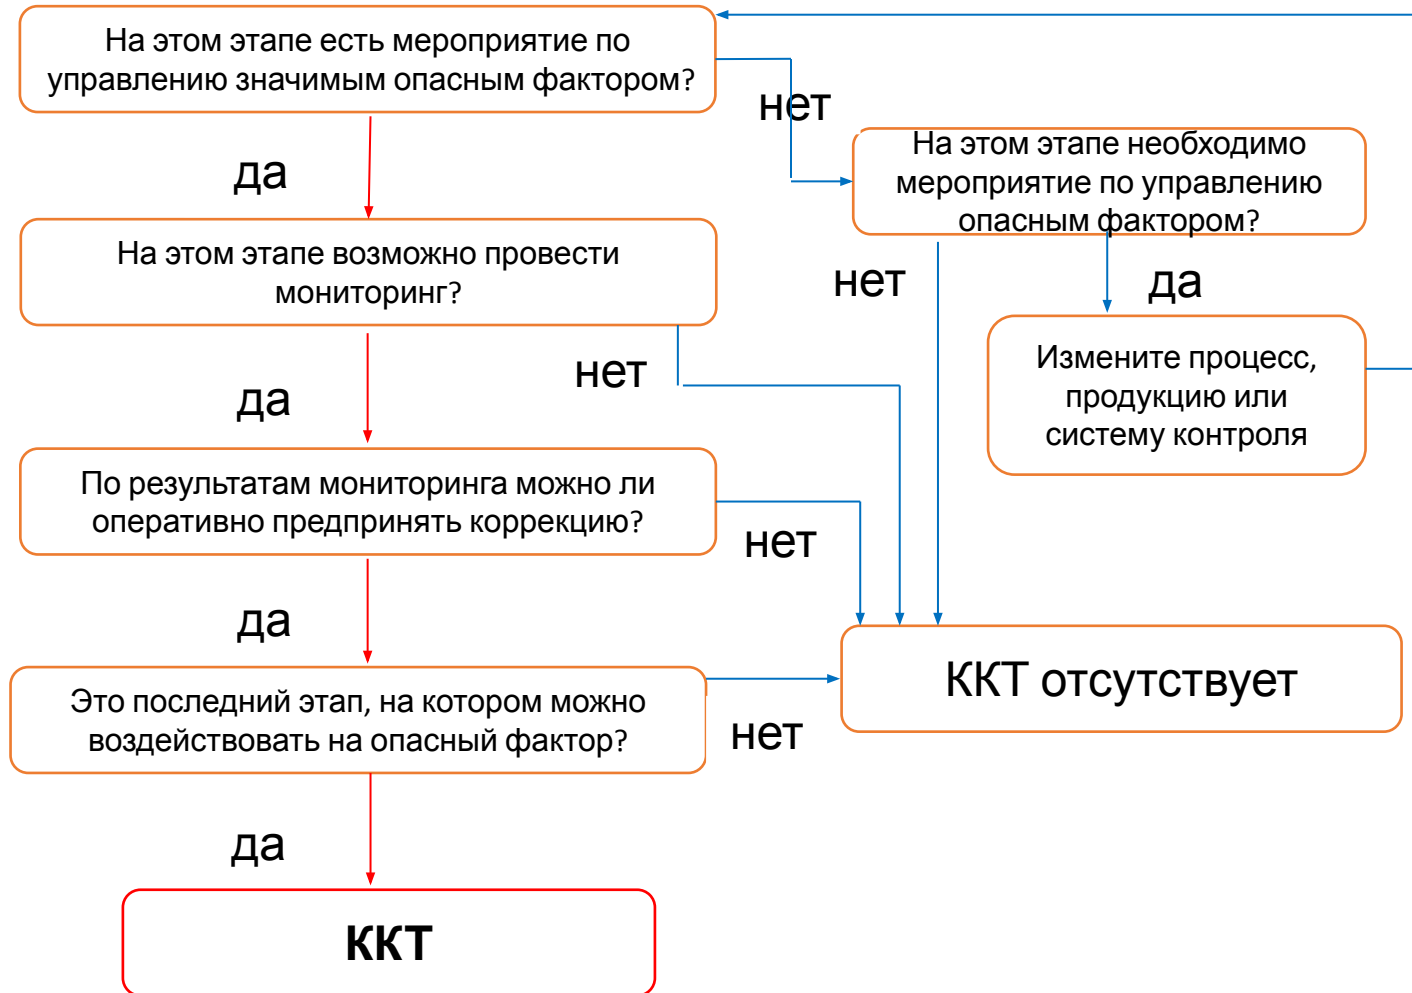 На этом этапе есть мероприятие по
управлению значимым опасным фактором?
нет
да
На этом этапе необходимо
мероприятие по управлению
опасным фактором?
На этом этапе возможно провести
мониторинг?
нет
да
Измените процесс,
продукцию или
систему контроля
нет
да
По результатам мониторинга можно ли
оперативно предпринять коррекцию?
нет
да
Это последний этап, на котором можно
воздействовать на опасный фактор?
нет
ККТ отсутствует
да
ККТ